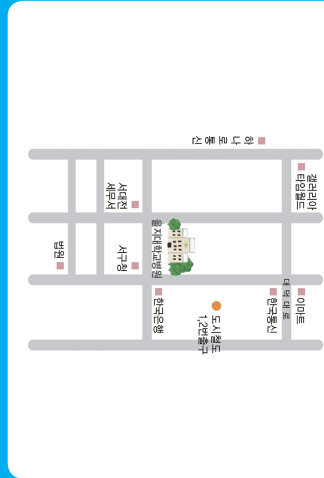 하나로통신
갤러리아
타임월드
서대전
세무서
을지대학교병원
법원
서구청
한국은행
도시철도
1,2번출구
대덕대로
한국통신
이마트